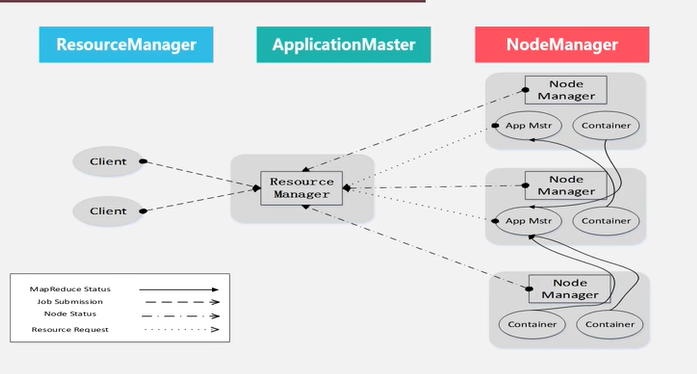 ResourceManager
ApplicationMaster
NodeManager
Node
Manager
App Mstr
Container
Client
Client
Resource
Manager
Node
Manager
App Mstr
Container
Node
Manager
Container
Container
MapReduce Status
Job Submission
Node Status
Resource Request